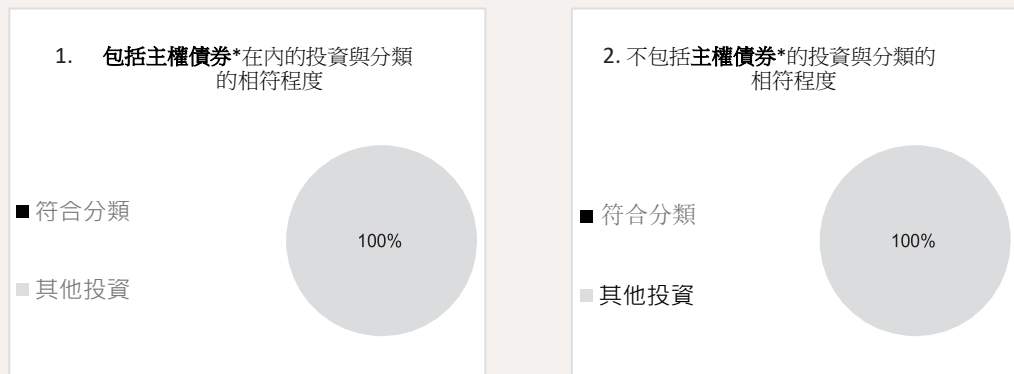 1. 包括主權債券*在內的投資與分類
的相符程度
符合分類
100%
其他投資
2. 不包括主權債券*的投資與分類的
相符程度
符合分類
100%
其他投資